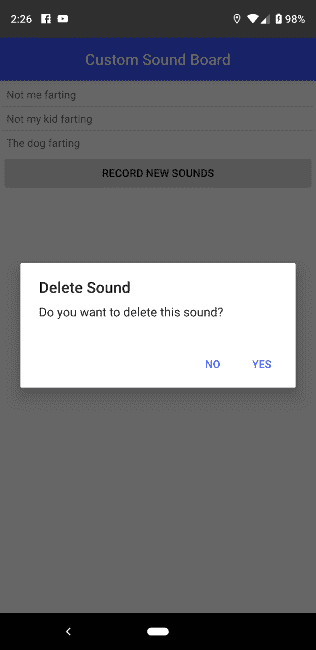 2:26 98%
Custom Sound Board
Not me farting
Not my kid farting
The dog farting
RECORD NEW SOUNDS
Delete Sound
Do you want to delete this sound?
NO YES